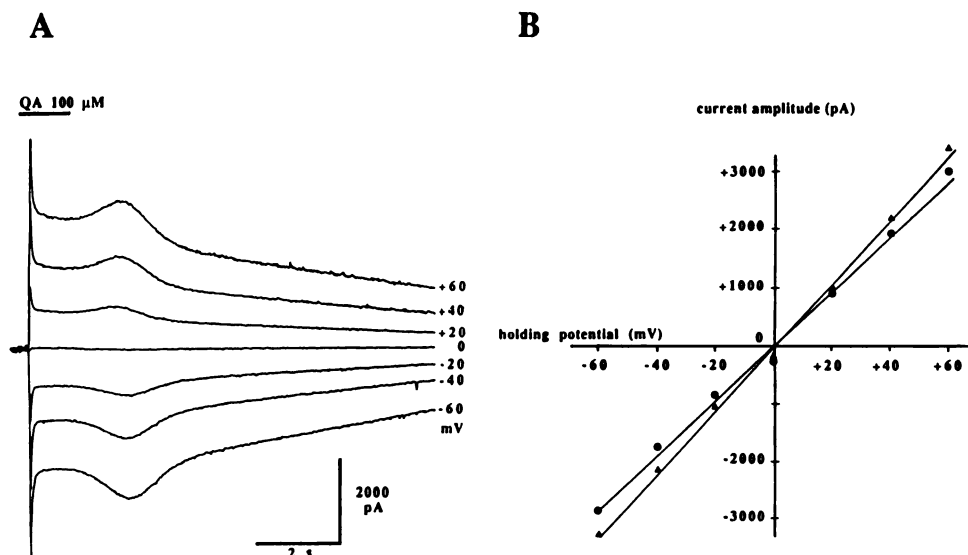 A
B
QA 100 μM
+60
+40
+20
0
-20
-40
-60
mV
2000
pA
2 s
current amplitude (pA)
+3000
+2000
+1000
0
holding potential (mV)
-60
-40
-20
+20
+40
+60
-2000
-3000